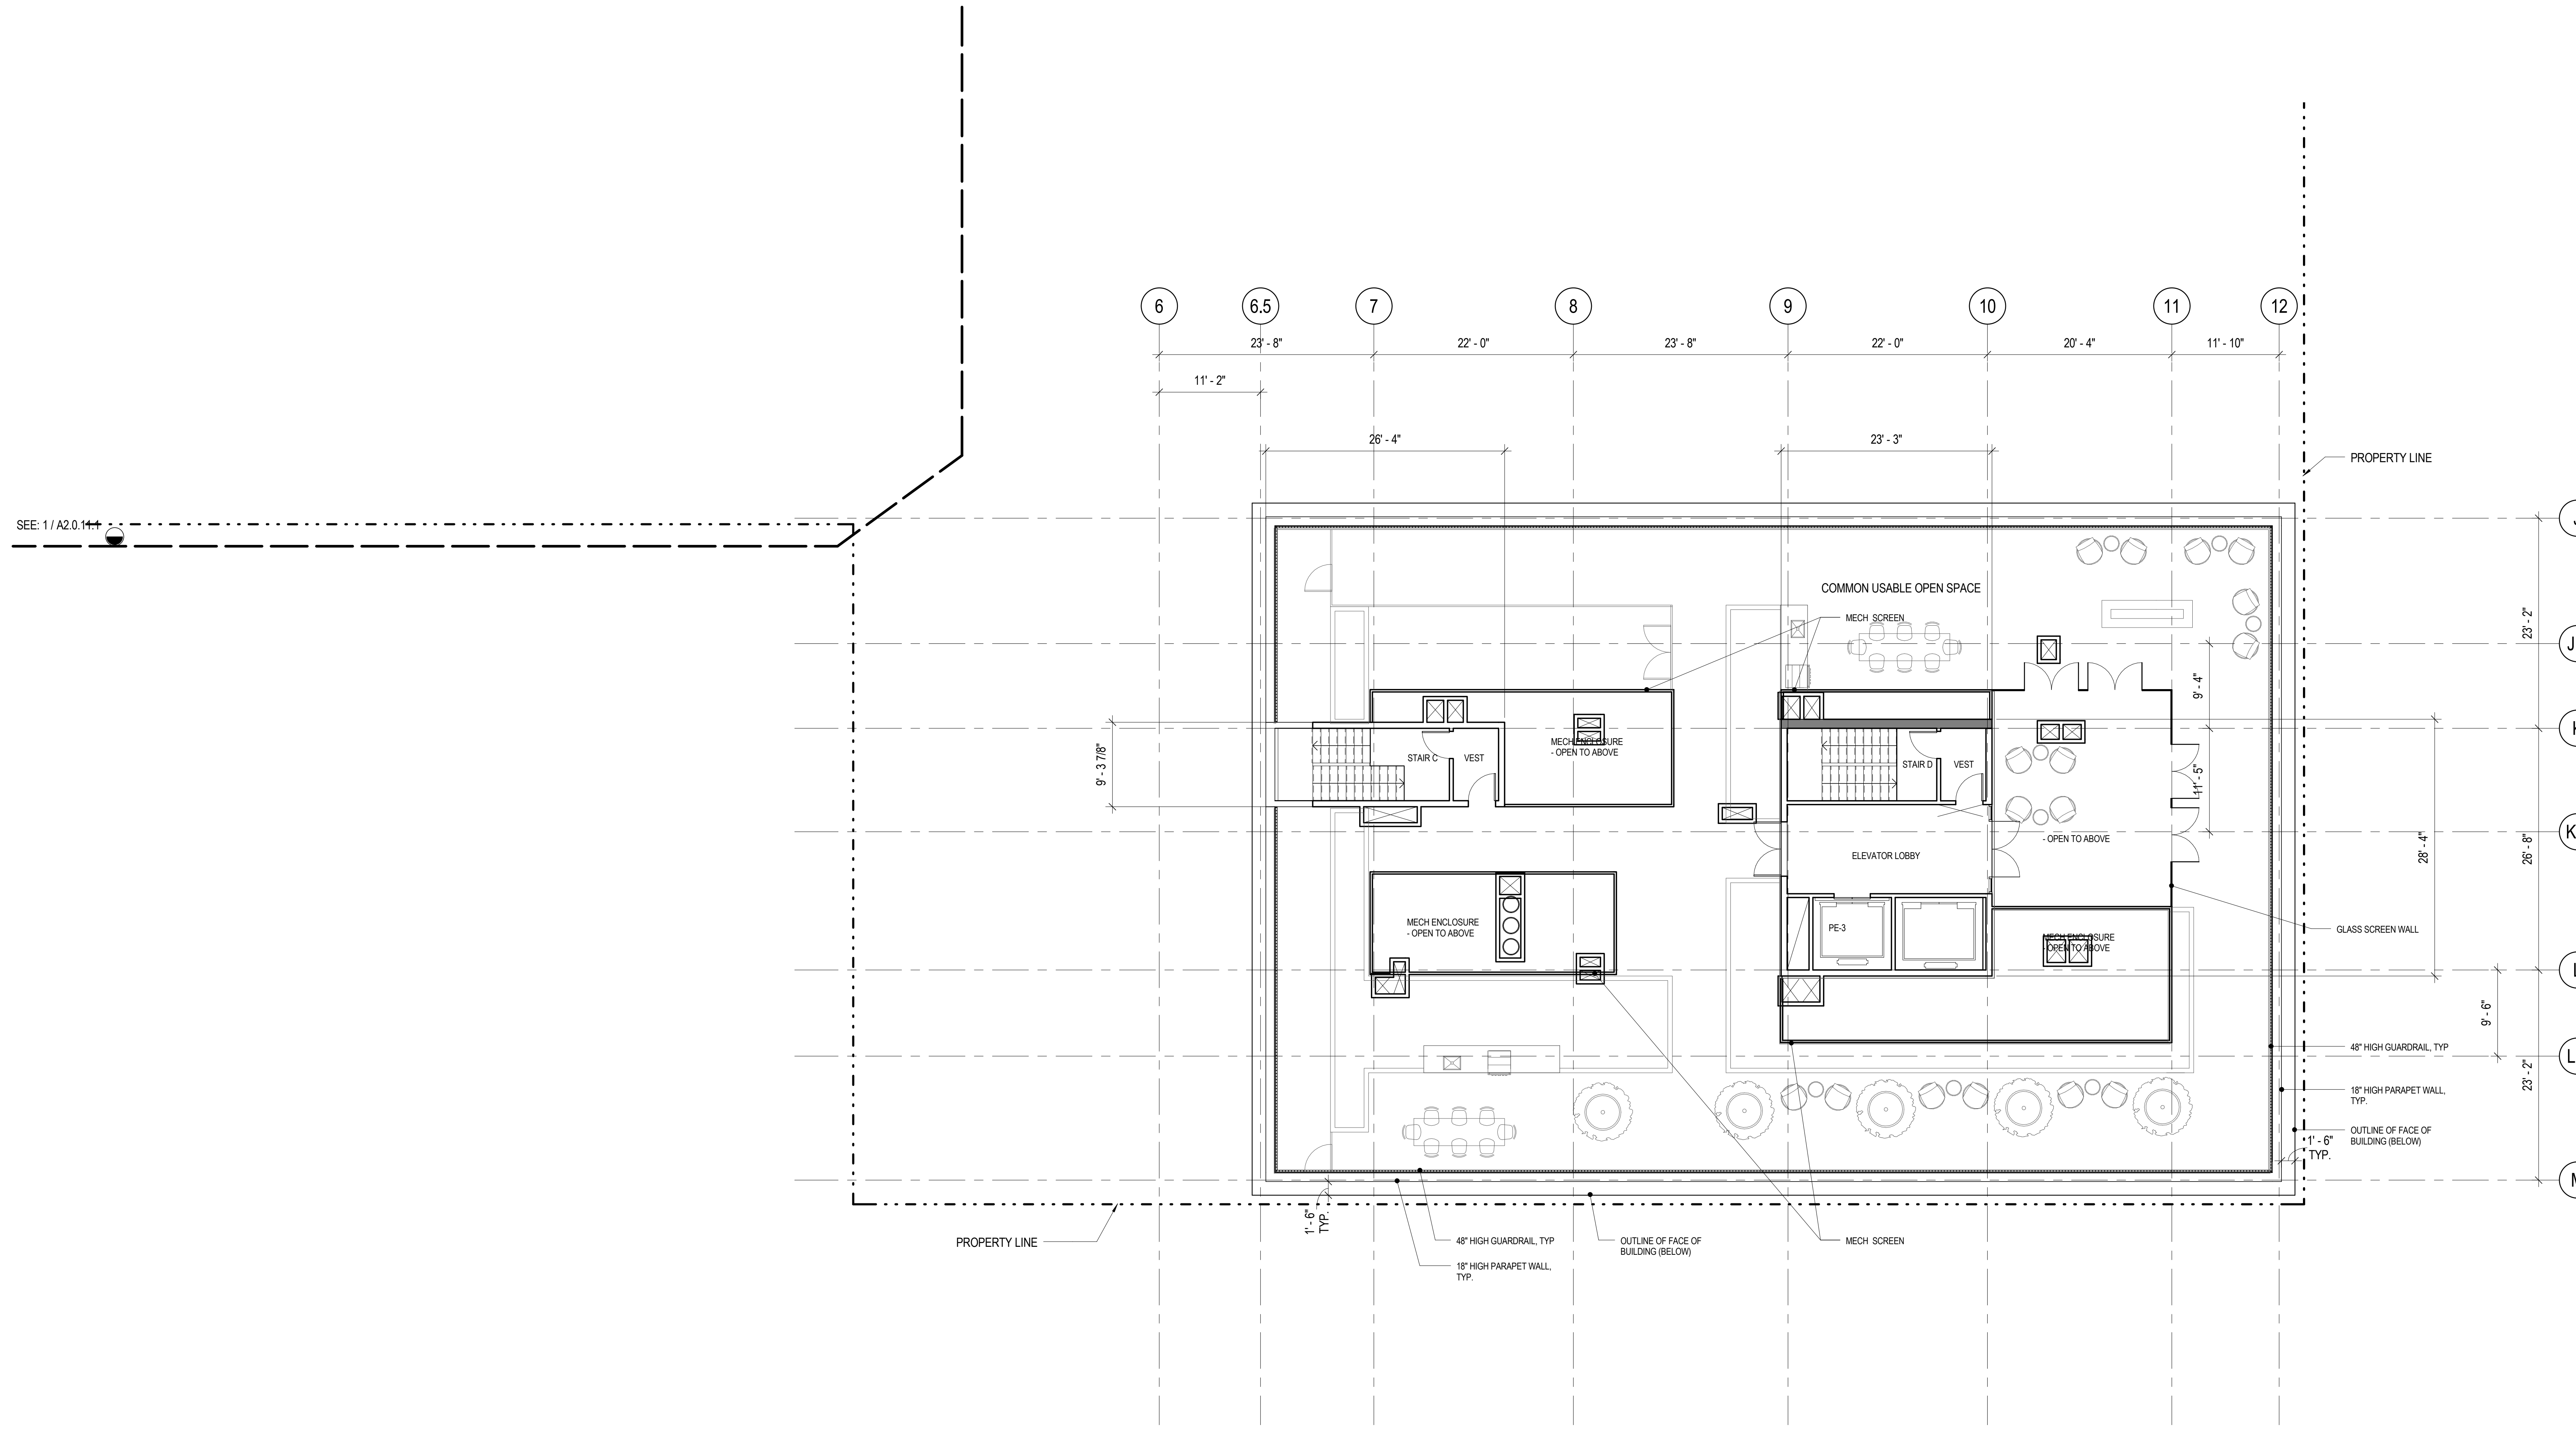 6
6.5
7
8
9
10
11
12
23' - 8"
22' - 0"
23' - 8"
22' - 0"
20' - 4"
11' - 10"
11' - 2"
26' - 4"
23' - 3"
PROPERTY LINE
SEE: 1 / A2.0.11.1
COMMON USABLE OPEN SPACE
MECH SCREEN
23' - 2"
J
9' - 4"
MECH ENCLOSURE
- OPEN TO ABOVE
STAIR C
VEST
STAIR D
VEST
9' - 3 7/8"
11' - 5"
K
- OPEN TO ABOVE
ELEVATOR LOBBY
28' - 4"
26' - 8"
MECH ENCLOSURE
- OPEN TO ABOVE
PE-3
GLASS SCREEN WALL
MECH ENCLOSURE
- OPEN TO ABOVE
9' - 6"
L
48" HIGH GUARDRAIL, TYP
23' - 2"
18" HIGH PARAPET WALL,
TYP.
OUTLINE OF FACE OF
BUILDING (BELOW)
1' - 6"
TYP.
1' - 6"
TYP.
PROPERTY LINE
48" HIGH GUARDRAIL, TYP
OUTLINE OF FACE OF
BUILDING (BELOW)
MECH SCREEN
18" HIGH PARAPET WALL,
TYP.